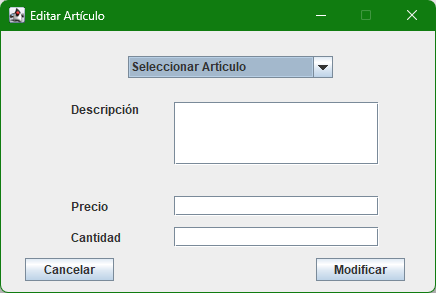 Editar Artículo
Seleccionar Artículo
Descripción
Precio
Cantidad
Cancelar
Modificar